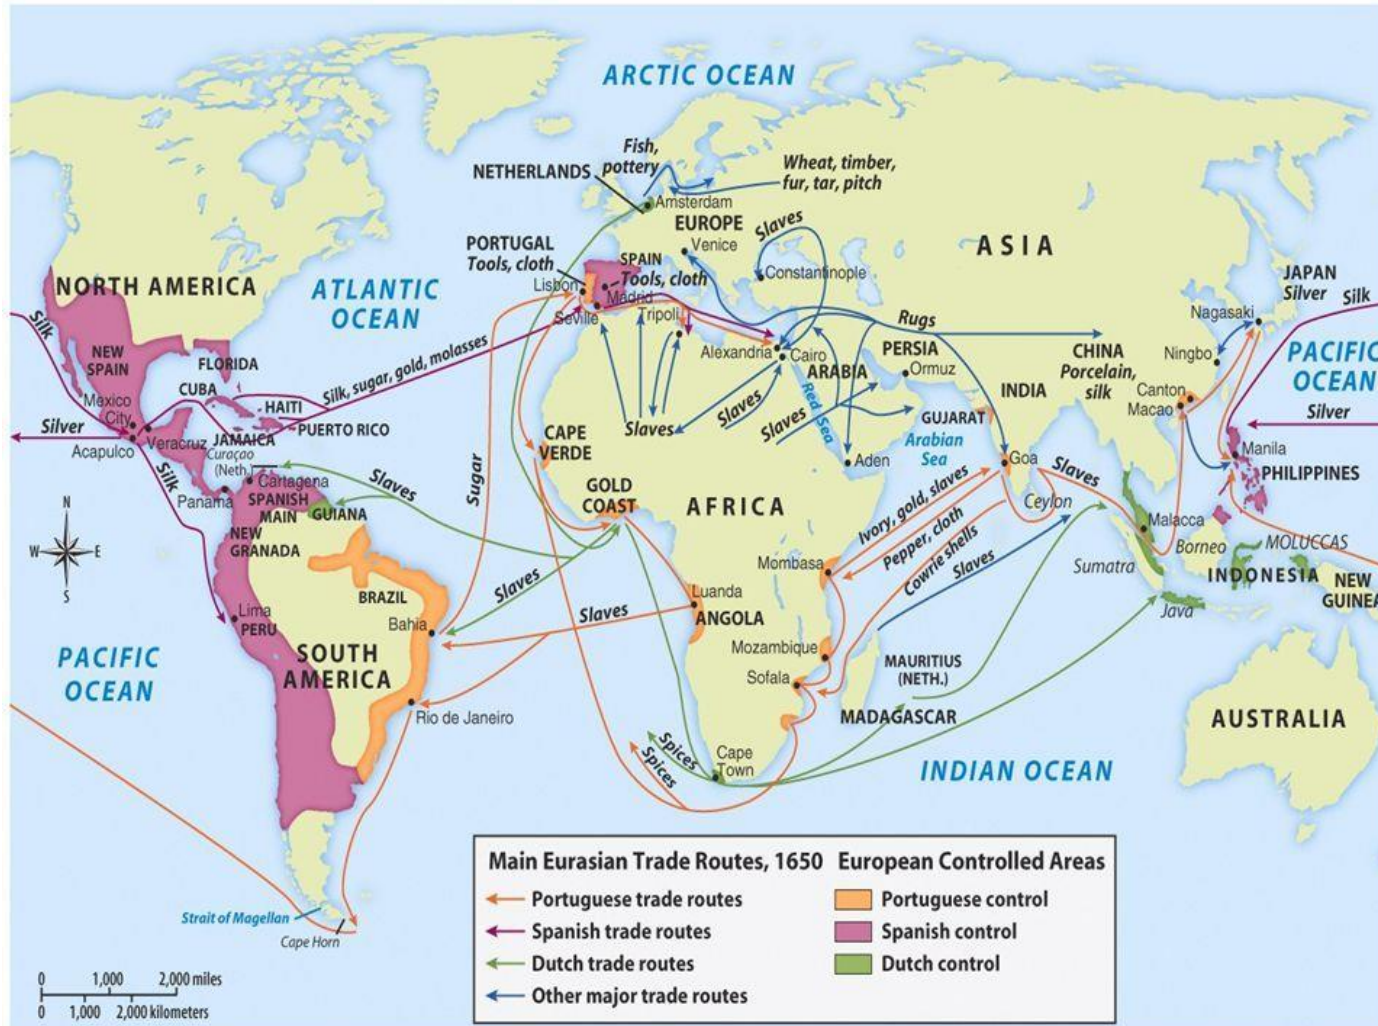 ARCTIC OCEAN
Fish,
pottery
Wheat, timber,
fur, tar, pitch
NETHERLANDS
Amsterdam
EUROPE
Venice
Slaves
ASIA
PORTUGAL
Tools, cloth
SPAIN
Tools, cloth
Constantinople
Lisbon
Madrid
Seville
Tripoli
NORTH AMERICA
ATLANTIC
OCEAN
JAPAN
Silver
Silk
Nagasaki
Rugs
Silk
NEW
SPAIN
FLORIDA
Silk, sugar, gold, molasses
Alexandria
Cairo
ARABIA
PERSIA
Ormuz
CHINA
Porcelain,
silk
Ningbo
PACIFIC
OCEAN
CUBA
HAITI
INDIA
Canton
Macao
Mexico
City
PUERTO RICO
Slaves
Slaves
Slaves
Red Sea
GUJARAT
Arabian
Sea
Silver
Silver
Acapulco
Veracruz
JAMAICA
Curaçao
(Neth.)
CAPE
VERDE
Aden
Goa
Slaves
Manila
PHILIPPINES
Silk
Cartagena
Panama
SPANISH
MAIN
GUIANA
Slaves
Sugar
GOLD
COAST
AFRICA
Ivory, gold, slaves
Ceylon
Malacca
N
W
E
S
NEW
GRANADA
Pepper, cloth
Cowrie shells
Slaves
Borneo
MOLUCCAS
Mombasa
Sumatra
INDONESIA
NEW
GUINEA
BRAZIL
Slaves
Luanda
ANGOLA
Java
Lima
PERU
Bahia
Slaves
PACIFIC
OCEAN
SOUTH
AMERICA
Mozambique
Sofala
MAURITIUS
(NETH.)
MADAGASCAR
Rio de Janeiro
AUSTRALIA
Spices
Spices
Cape
Town
INDIAN OCEAN
Main Eurasian Trade Routes, 1650
Portuguese trade routes
Spanish trade routes
Dutch trade routes
Other major trade routes
European Controlled Areas
Portuguese control
Spanish control
Dutch control
Strait of Magellan
Cape Horn
0 1,000 2,000 miles
0 1,000 2,000 kilometers